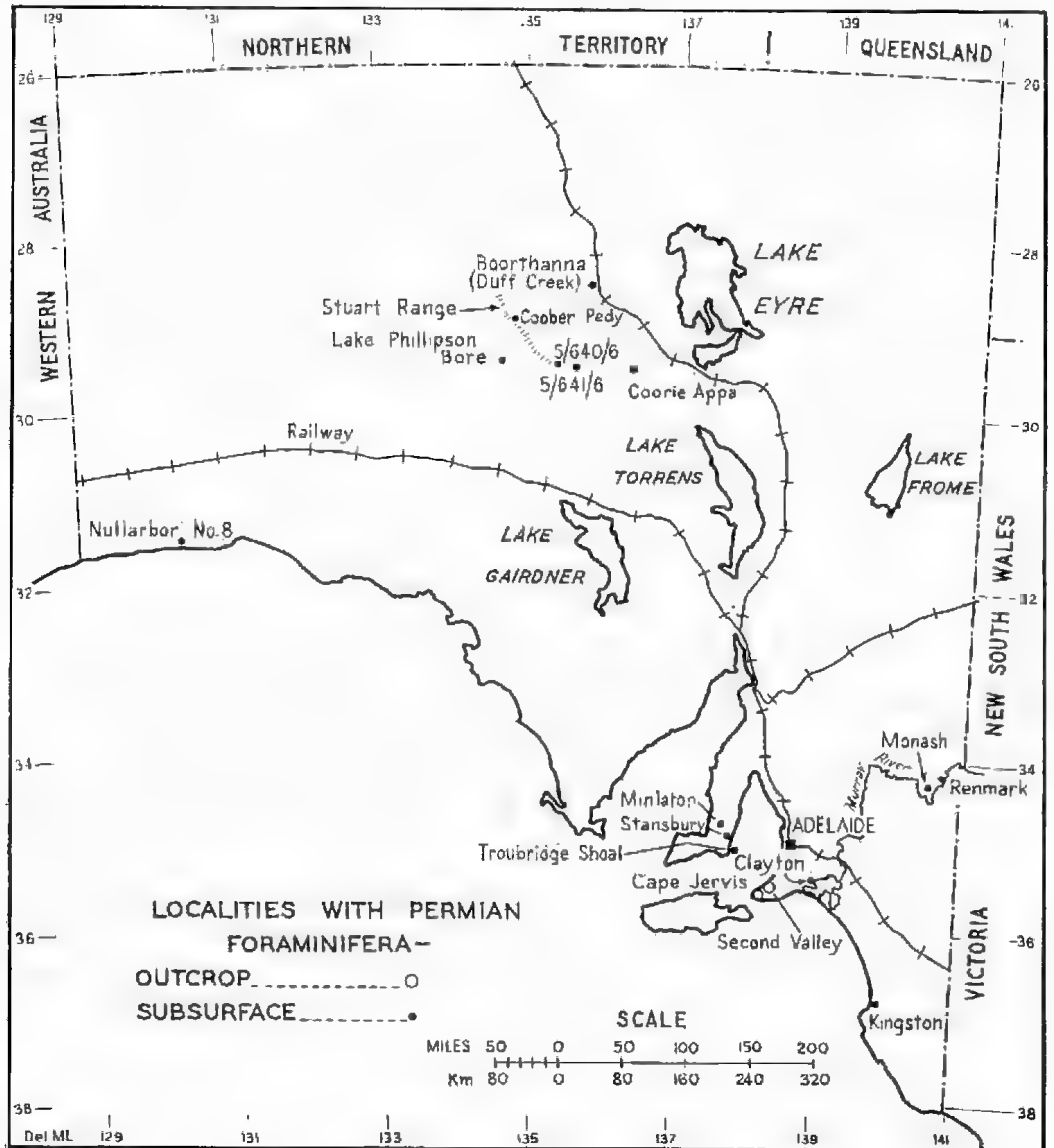 129 131 133 135 137 139 14.
NORTHERN TERRITORY QUEENSLAND
26 26
WESTERN AUSTRALIA
28 28
LAKE
EYRE
Boorthanna
(Duff Creek)
Stuart Range
Coober Pedy
Lake Phillipson
Bore
5/640/6
5/641/6
Coorie Appa
30 30
Railway
LAKE
TORRENS
LAKE
FROME
Nullarbor No.8
LAKE
GAIRDNER
32 32
NEW SOUTH WALES
34 34
Monash
Murray River
Renmark
Minlaton
Stansbury
ADELAIDE
Troubridge Shoal
Clayton
Cape Jervis
Second Valley
LOCALITIES WITH PERMIAN
FORAMINIFERA-
OUTCROP
SUBSURFACE
36 36
VICTORIA
Kingston
SCALE
MILES 50 0 50 100 150 200
Km 80 0 80 160 240 320
38 38
Del ML 129 131 133 135 137 139 141